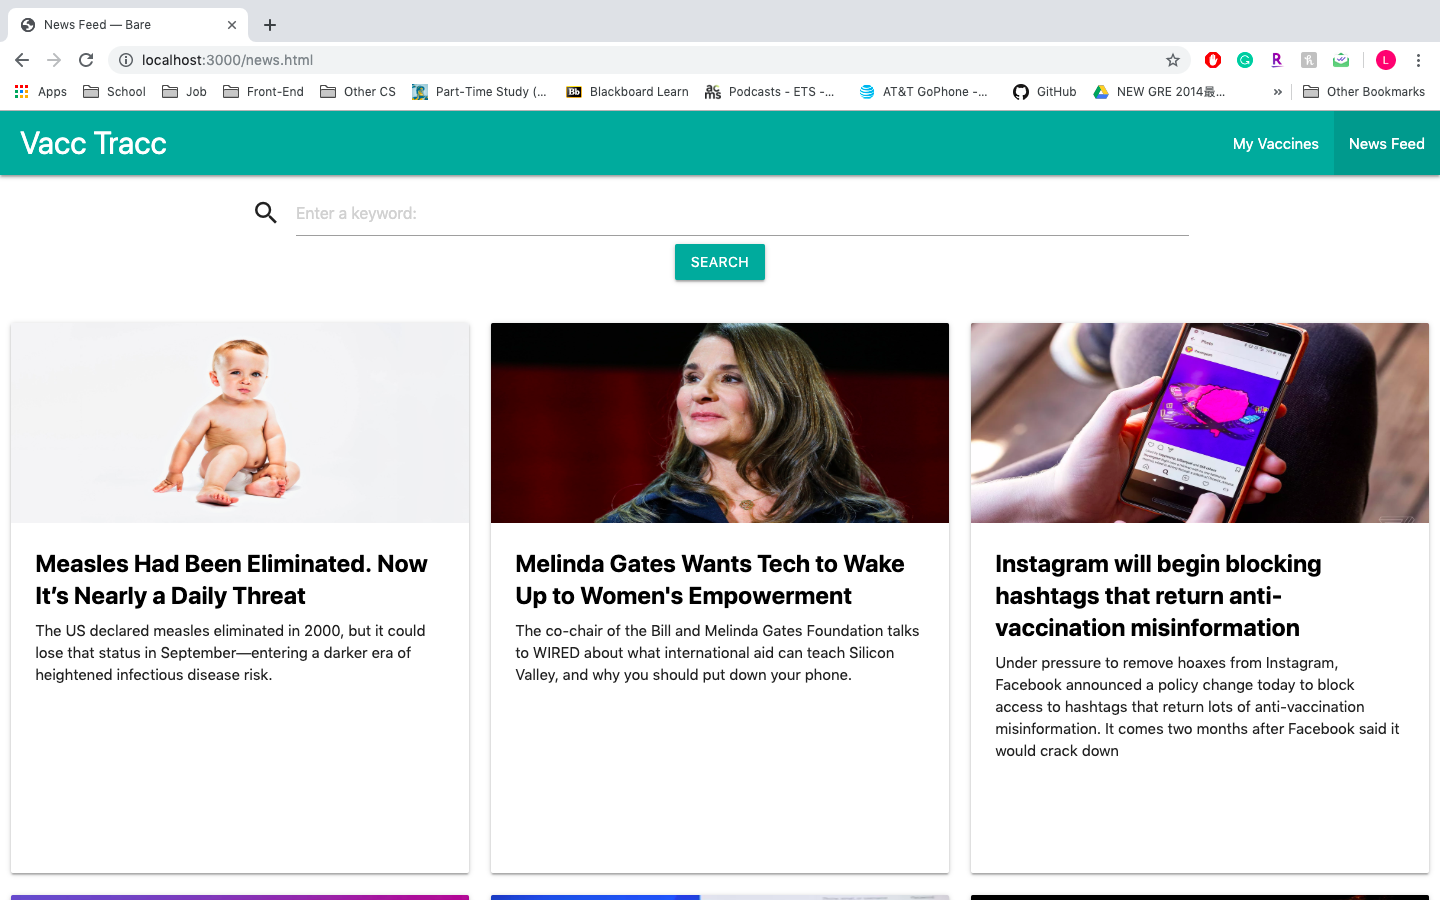 News Feed — Bare
localhost:3000/news.html
L
Apps School Job Front-End Other CS Part-Time Study (... Bb Blackboard Learn Podcasts - ETS -... AT&T GoPhone -... GitHub NEW GRE 2014最... » Other Bookmarks
Vacc Tracc
My Vaccines News Feed
Enter a keyword:
SEARCH
Measles Had Been Eliminated. Now
It’s Nearly a Daily Threat
The US declared measles eliminated in 2000, but it could
lose that status in September—entering a darker era of
heightened infectious disease risk.
Melinda Gates Wants Tech to Wake
Up to Women's Empowerment
The co-chair of the Bill and Melinda Gates Foundation talks
to WIRED about what international aid can teach Silicon
Valley, and why you should put down your phone.
Instagram will begin blocking
hashtags that return anti-
vaccination misinformation
Under pressure to remove hoaxes from Instagram,
Facebook announced a policy change today to block
access to hashtags that return lots of anti-vaccination
misinformation. It comes two months after Facebook said it
would crack down